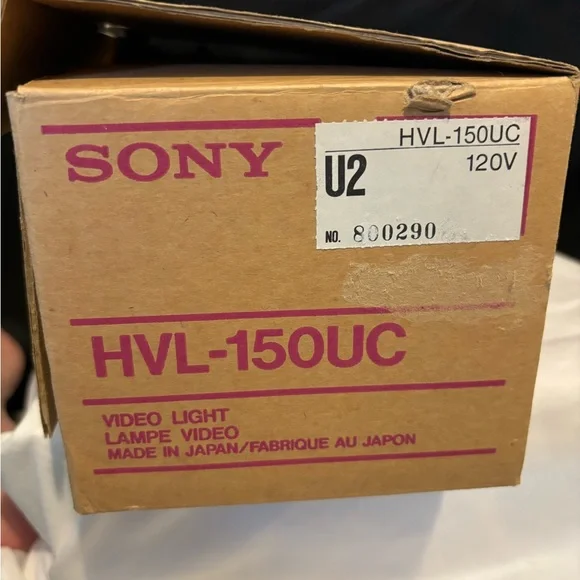 SONY
HVL-150UC
U2 120V
NO. 800290
HVL-150UC
VIDEO LIGHT
LAMPE VIDEO
MADE IN JAPAN/FABRIQUE AU JAPON